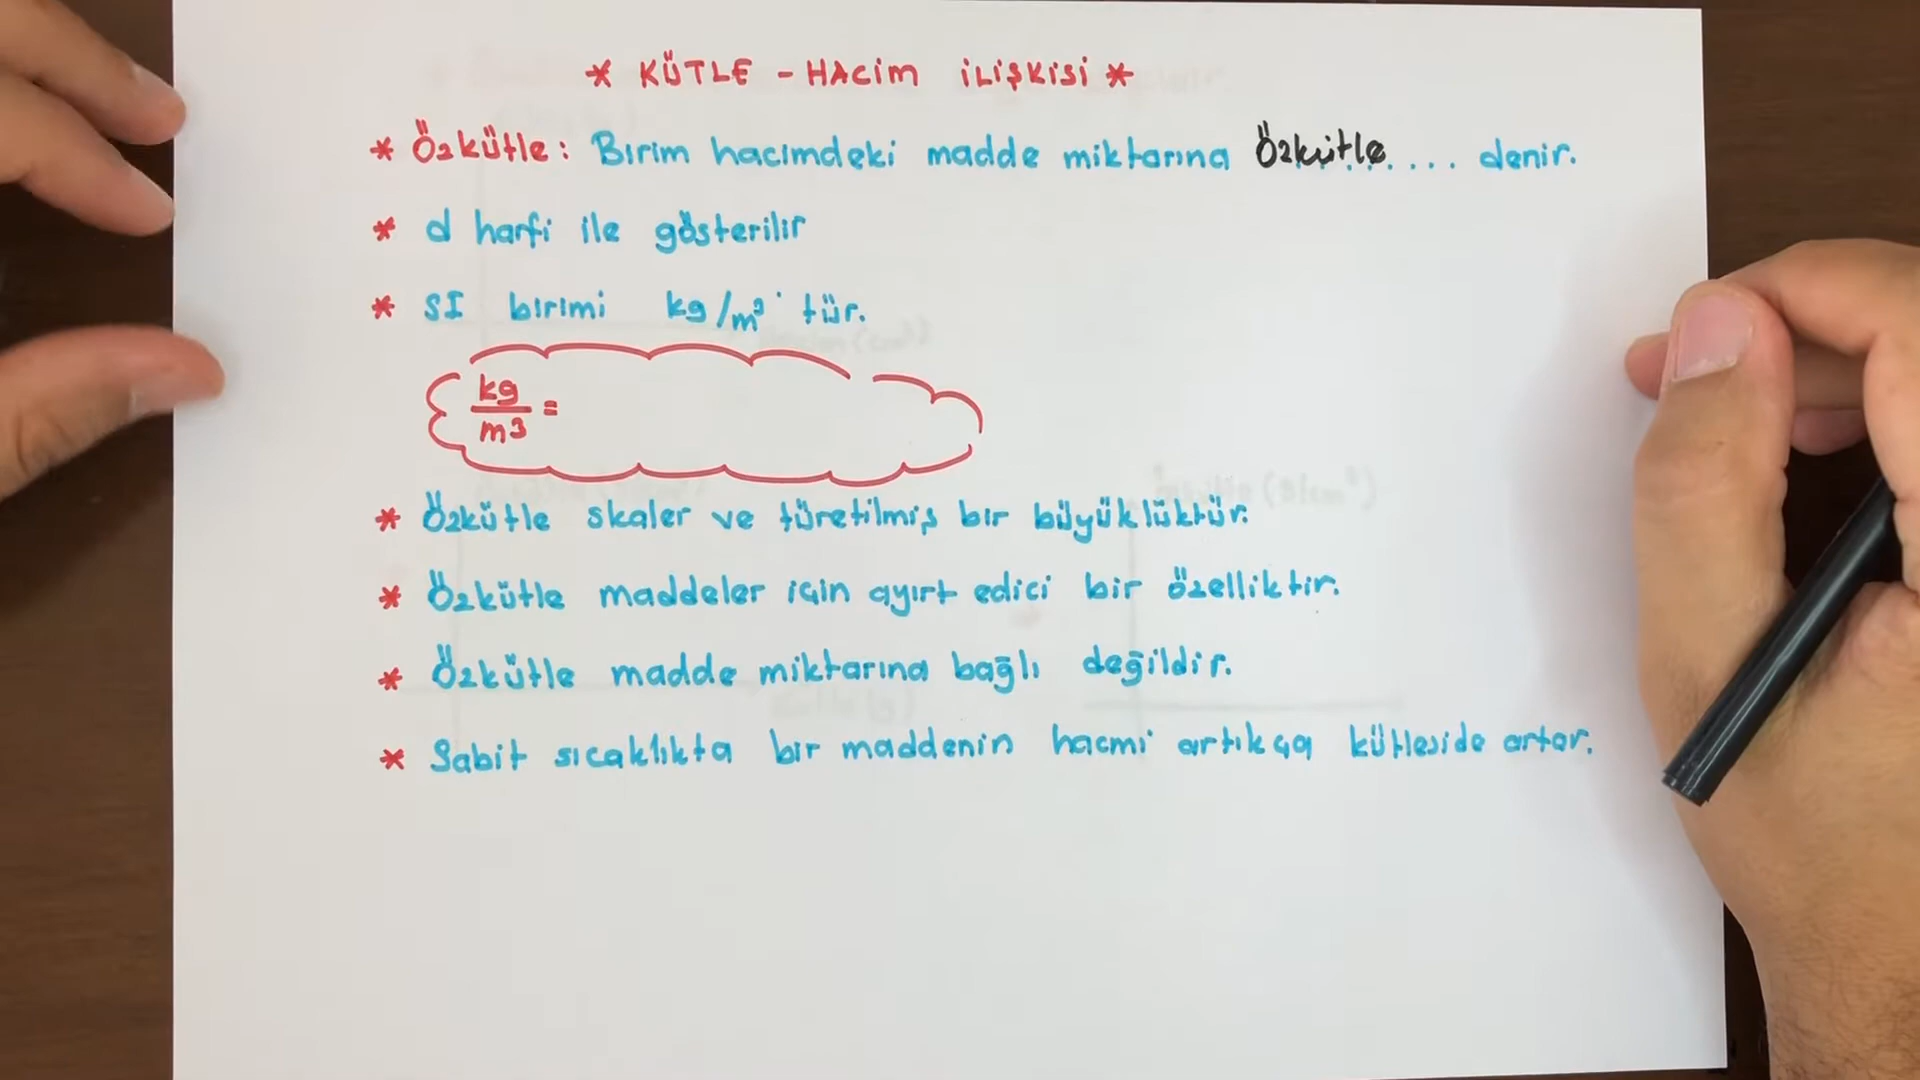 * KÜTLE - HACİM İLİŞKİSİ *
* Özkütle: Birim hacimdeki madde miktarına Özkütle.... denir.
* d harfi ile gösterilir
* SI birimi kg/m³ tür.
kg/m3 =
* Özkütle skaler ve türetilmiş bir büyüklüktür.
* Özkütle maddeler için ayırt edici bir özelliktir.
* Özkütle madde miktarına bağlı değildir.
* Sabit sıcaklıkta bir maddenin hacmi artıkça kütleside artar.